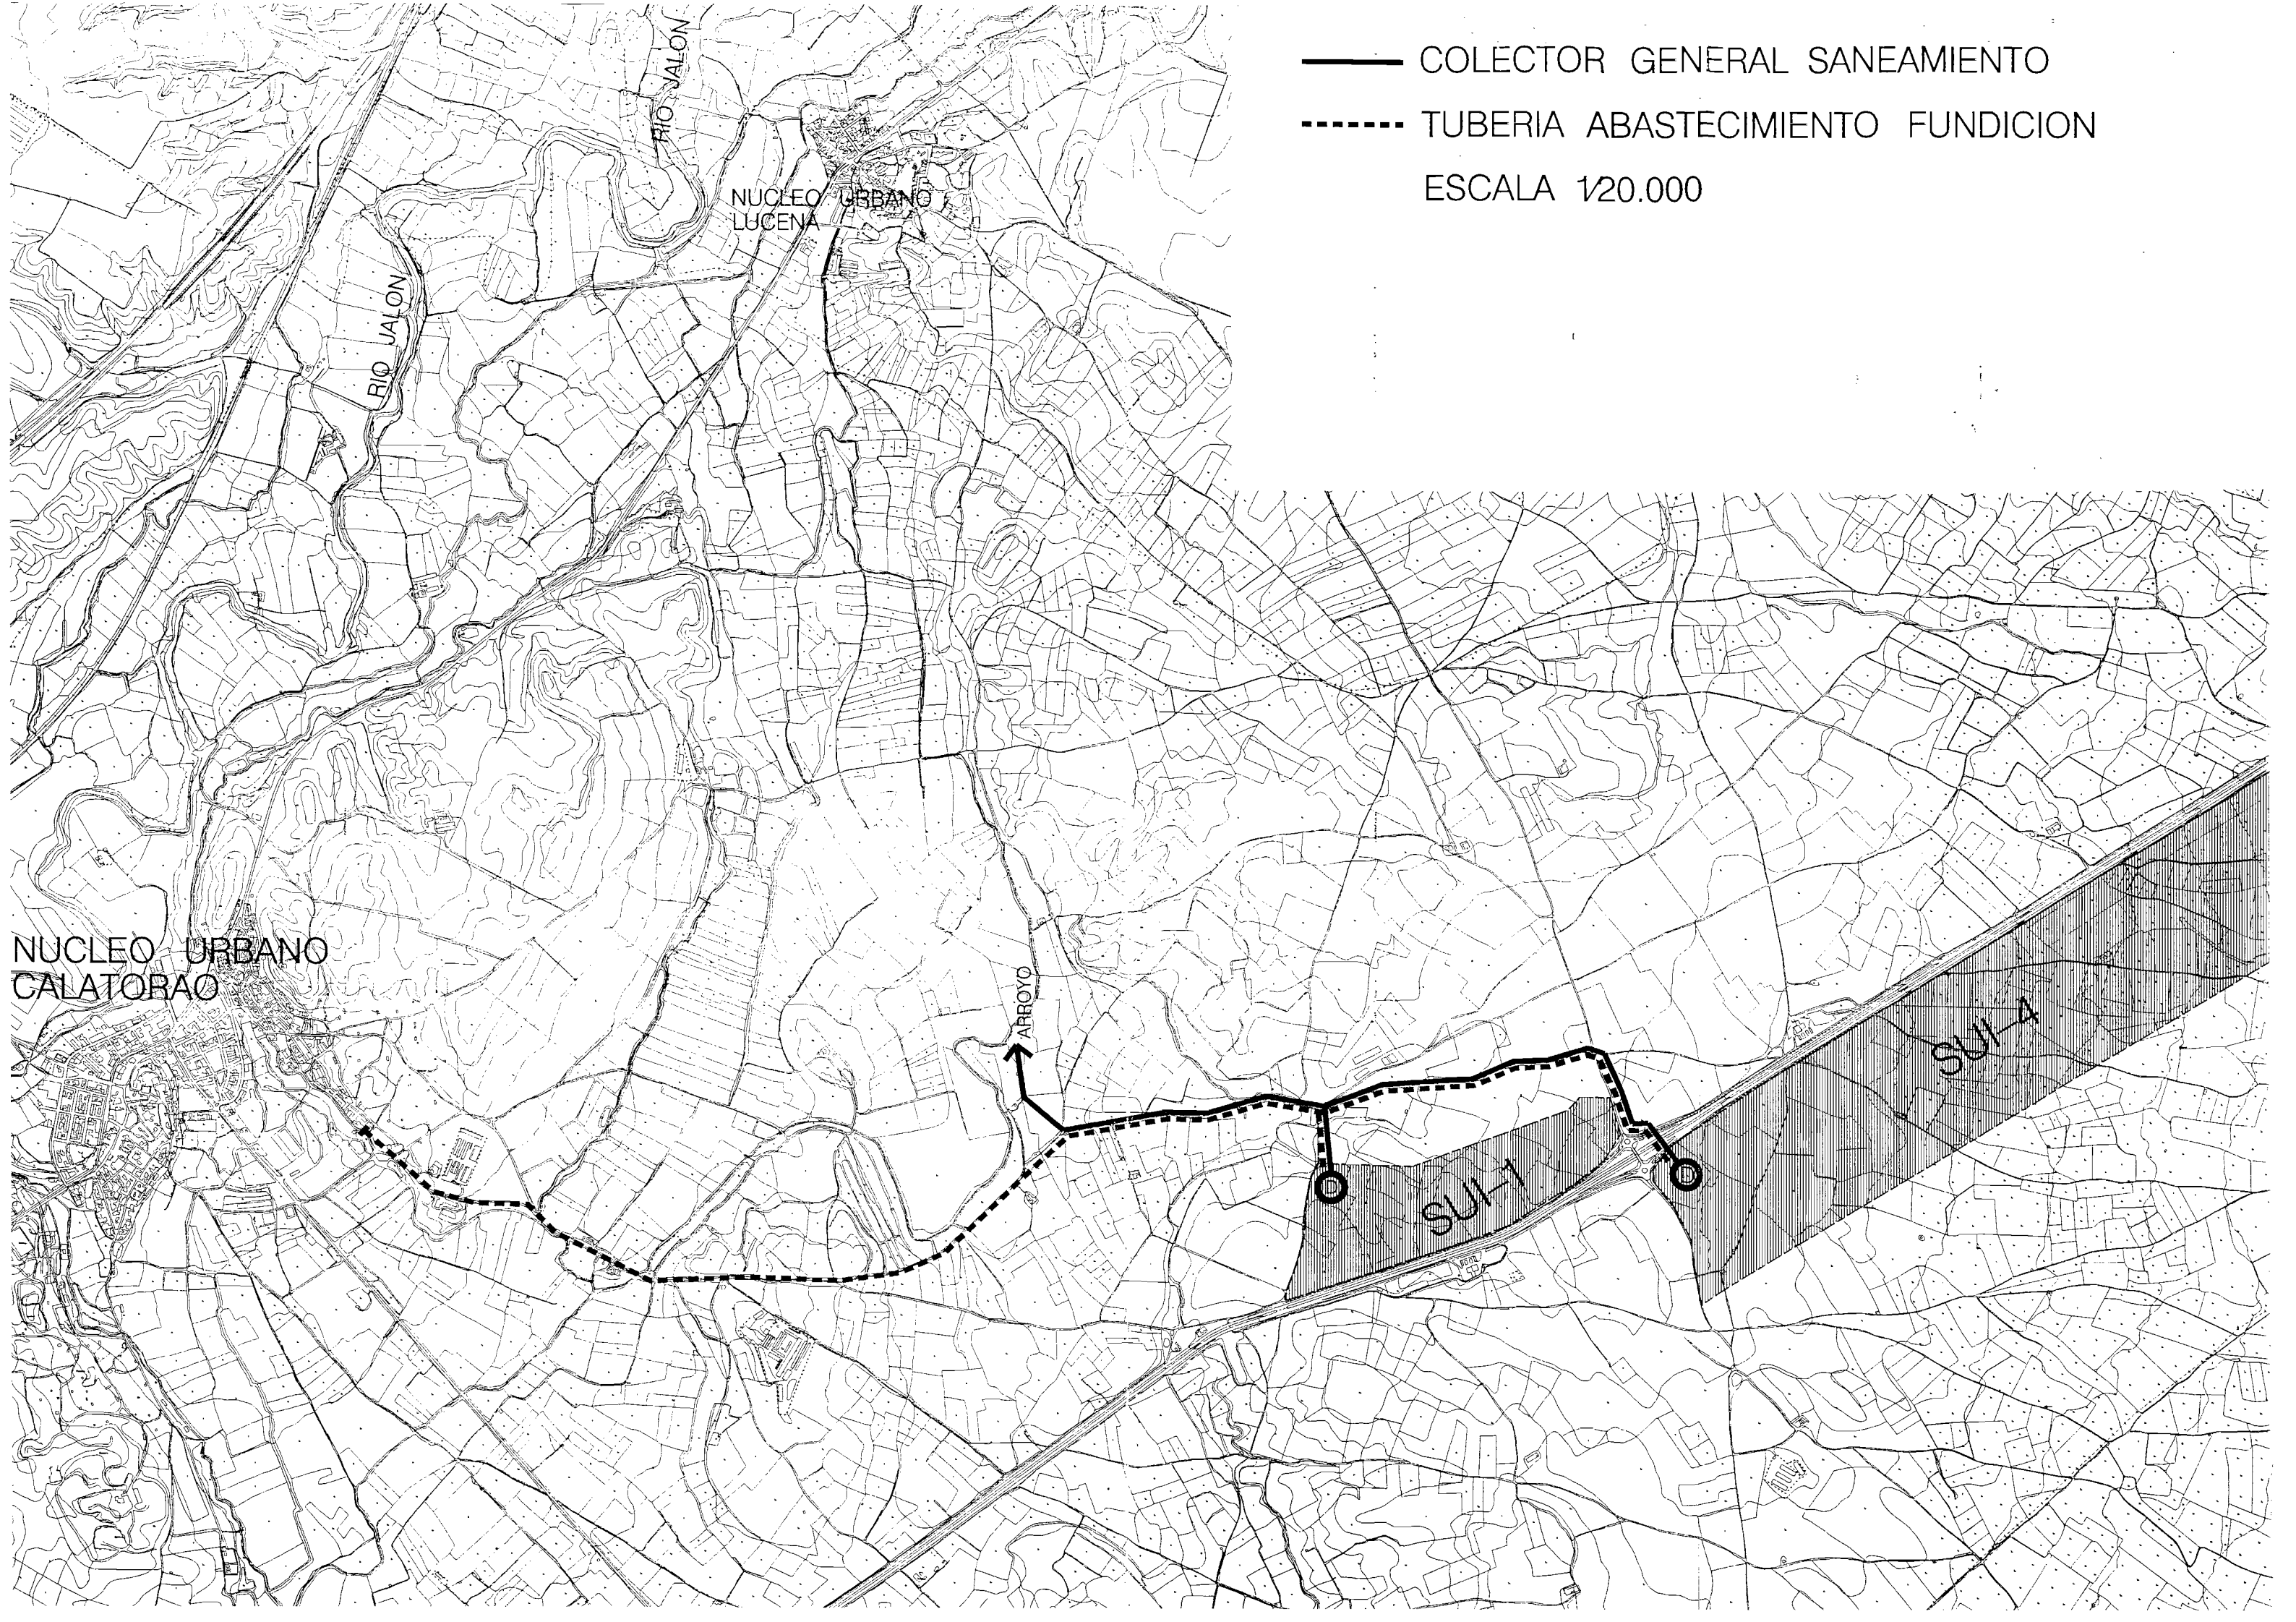 COLECTOR GENERAL SANEAMIENTO
TUBERIA ABASTECIMIENTO FUNDICION
ESCALA 1/20.000
RIO JALON
NUCLEO URBANO
LUCENA
RIO JALON
NUCLEO URBANO
CALATORAO
ARROYO
SUI-4
SUI-1